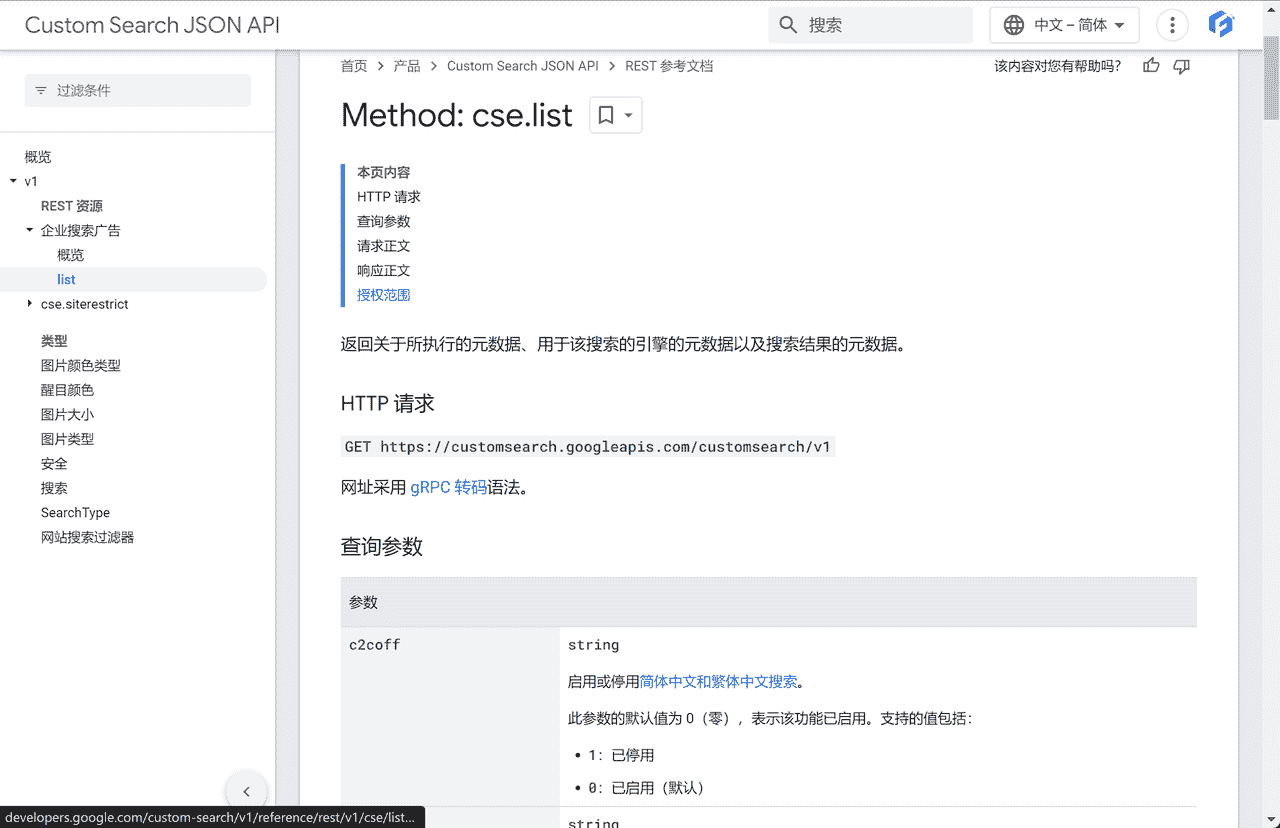 Custom Search JSON API
搜索
中文 – 简体
过滤条件
概览
v1
REST 资源
企业搜索广告
概览
list
cse.siterestrict
类型
图片颜色类型
醒目颜色
图片大小
图片类型
安全
搜索
SearchType
网站搜索过滤器
首页 > 产品 > Custom Search JSON API > REST 参考文档
该内容对您有帮助吗？
Method: cse.list
本页内容
HTTP 请求
查询参数
请求正文
响应正文
授权范围
返回关于所执行的元数据、用于该搜索的引擎的元数据以及搜索结果的元数据。
HTTP 请求
GET https://customsearch.googleapis.com/customsearch/v1
网址采用 gRPC 转码语法。
查询参数
参数
c2coff
string
启用或停用简体中文和繁体中文搜索。
此参数的默认值为 0（零），表示该功能已启用。支持的值包括：
• 1：已停用
• 0：已启用（默认）
string
developers.google.com/custom-search/v1/reference/rest/v1/cse/list...